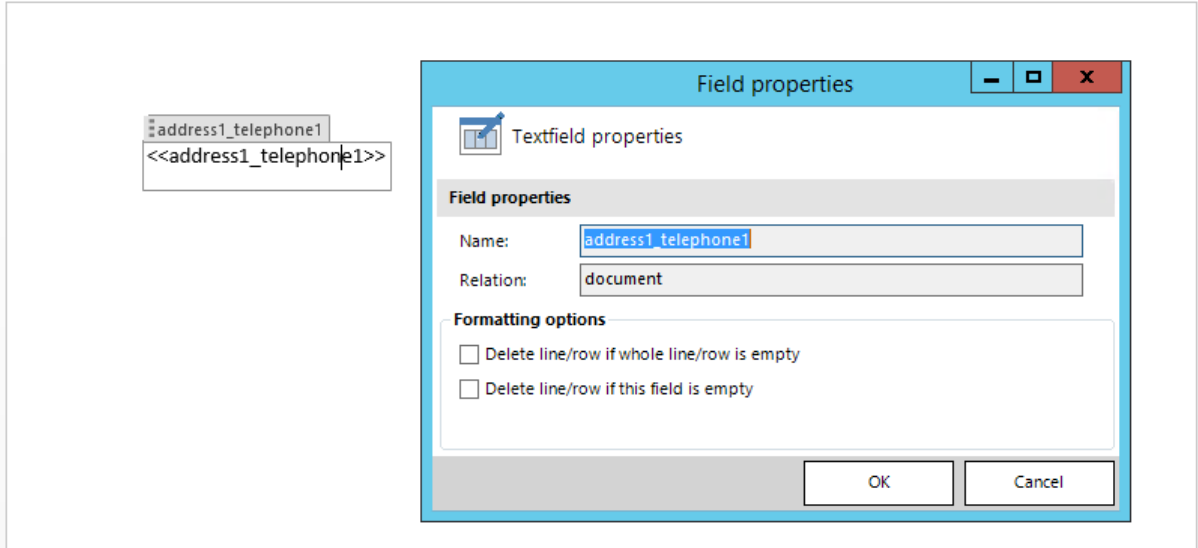 address1_telephone1
<<address1_telephone1>>
Field properties
X
Textfield properties
Field properties
Name: address1_telephone1
Relation: document
Formatting options
Delete line/row if whole line/row is empty
Delete line/row if this field is empty
OK Cancel